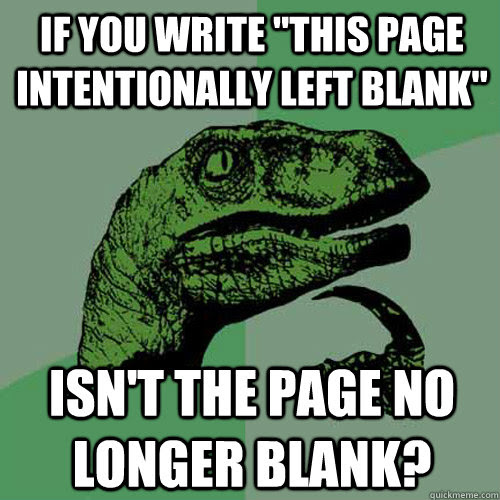 IF YOU WRITE "THIS PAGE
INTENTIONALLY LEFT BLANK"
ISN'T THE PAGE NO
LONGER BLANK?
quickmeme.com